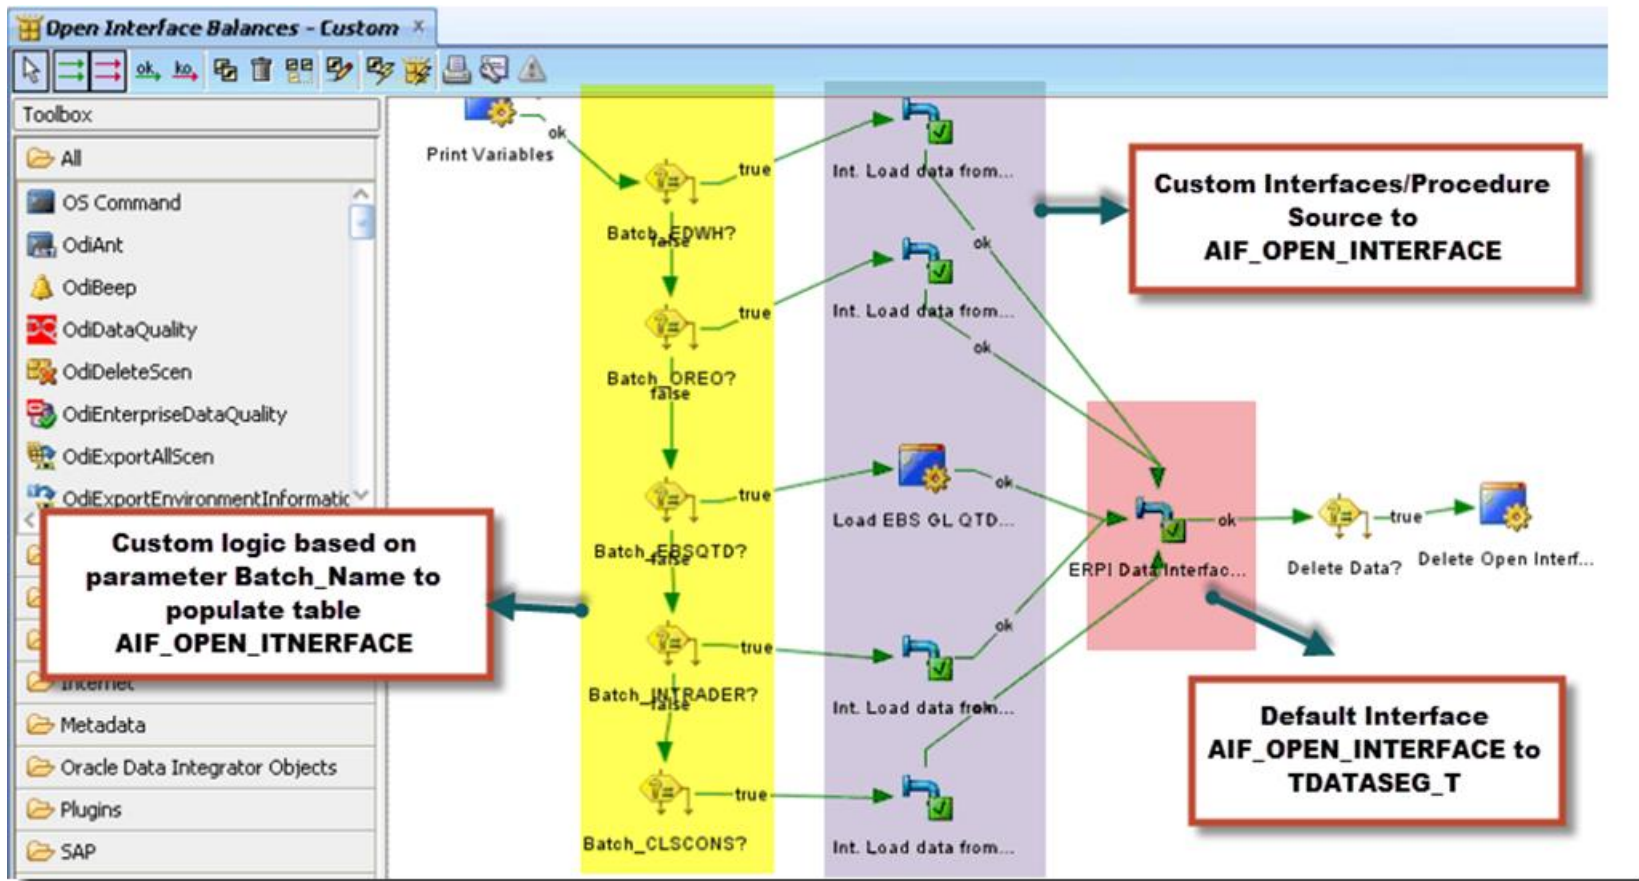 Open Interface Balances - Custom
ok
ko
Toolbox
All
OS Command
OdiAnt
OdiBeep
OdiDataQuality
OdiDeleteScen
OdiEnterpriseDataQuality
OdiExportAllScen
OdiExportEnvironmentInformatic
Internet
Metadata
Oracle Data Integrator Objects
Plugins
SAP
Print Variables
ok
Batch_EDWH?
true
false
Int. Load data from...
ok
Batch_OREO?
true
false
Int. Load data from...
ok
Batch_EBSQTD?
true
false
Load EBS GL QTD...
ok
Batch_INTRADER?
true
false
Int. Load data from...
ok
Batch_CLSCONS?
true
Int. Load data from...
ok
ERPI Data Interfac...
ok
Delete Data?
true
Delete Open Interf...
Custom Interfaces/Procedure
Source to
AIF_OPEN_INTERFACE
Custom logic based on
parameter Batch_Name to
populate table
AIF_OPEN_ITNERFACE
Default Interface
AIF_OPEN_INTERFACE to
TDATASEG_T